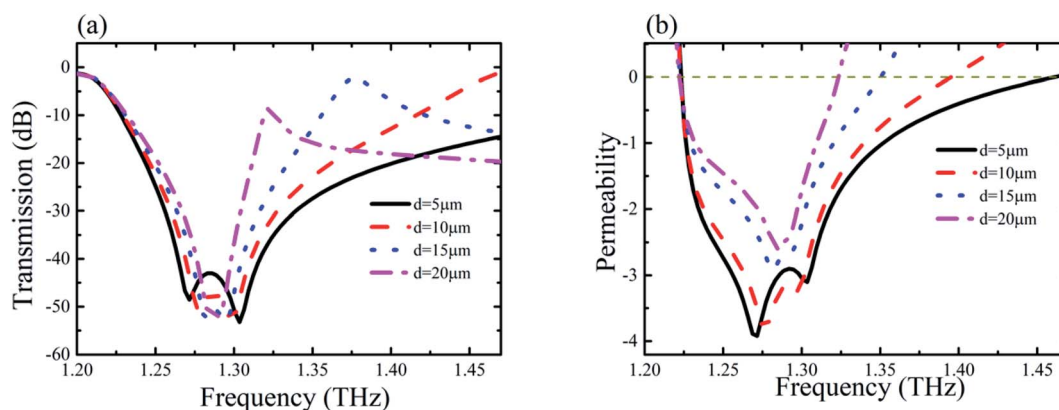 (a)
Transmission (dB)
0
-10
-20
-30
-40
-50
-60
1.20 1.25 1.30 1.35 1.40 1.45
Frequency (THz)
d=5μm
d=10μm
d=15μm
d=20μm
(b)
Permeability
0
-1
-2
-3
-4
1.20 1.25 1.30 1.35 1.40 1.45
Frequency (THz)
d=5μm
d=10μm
d=15μm
d=20μm